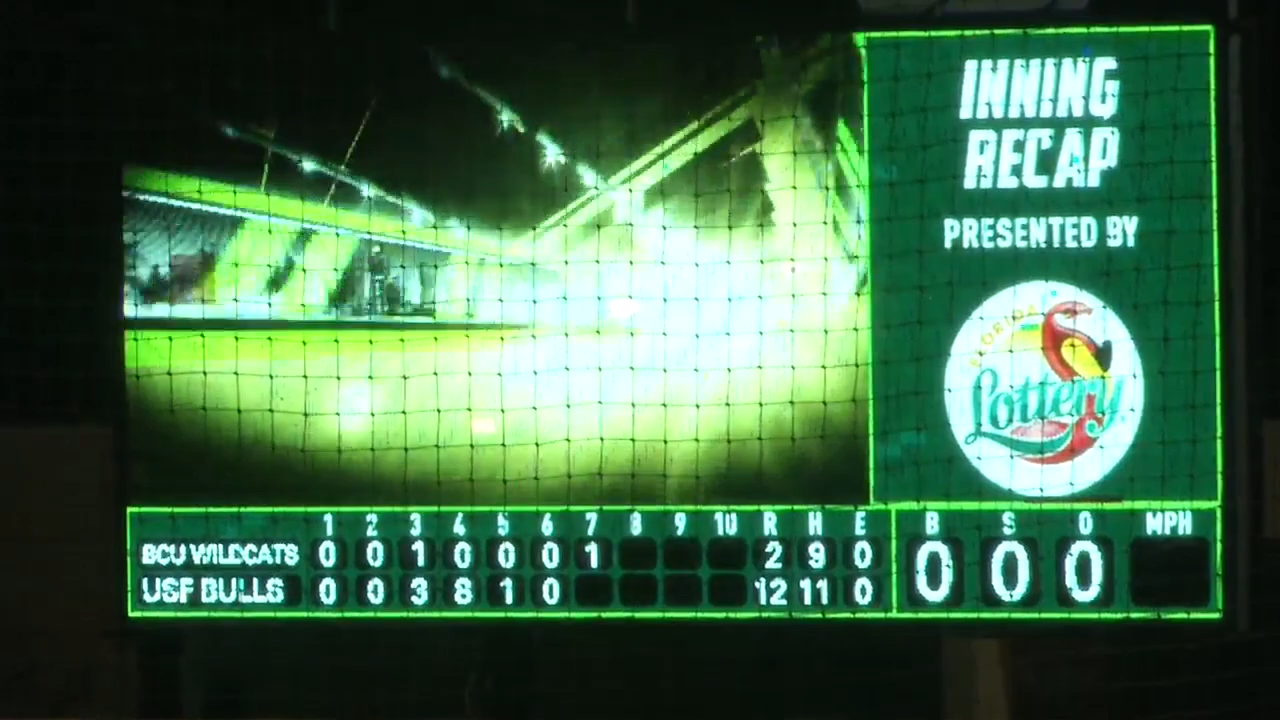 INNING
RECAP
PRESENTED BY
FLORIDA
Lottery
1 2 3 4 5 6 7 8 9 10 R H E B S O MPH
BCU WILDCATS 0 0 1 0 0 0 1 2 9 0 0 0 0
USF BULLS 0 0 3 8 1 0 12 11 0